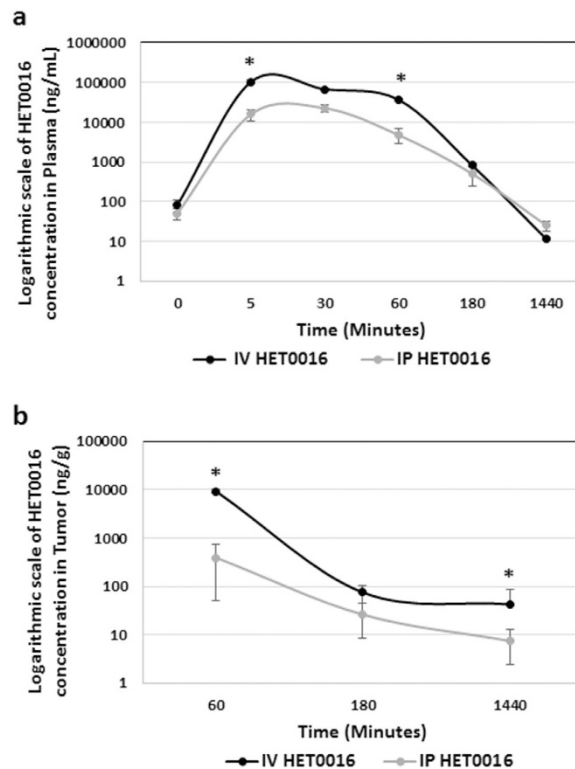 a
Logarithmic scale of HET0016
concentration in Plasma (ng/mL)
1000000
100000
10000
1000
100
10
1
* *
0 5 30 60 180 1440
Time (Minutes)
IV HET0016 IP HET0016
b
Logarithmic scale of HET0016
concentration in Tumor (ng/g)
100000
10000
1000
100
10
1
* *
60 180 1440
Time (Minutes)
IV HET0016 IP HET0016